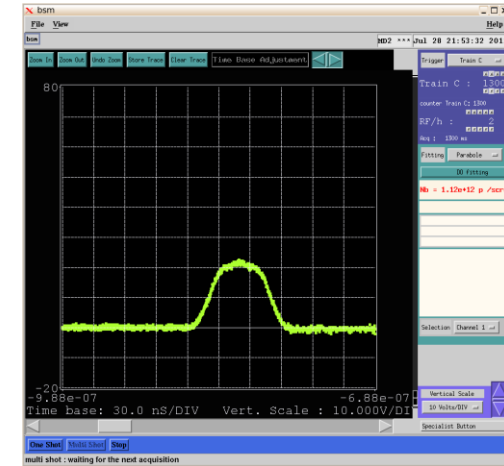 bsm
File View Help
bsm MD2 *** Jul 28 21:53:32 201
Zoom In Zoom Out Undo Zoom Store Trace Clear Trace Time Base Adjustment
Trigger Train C
Train C : 1300
counter Train C: 1300
RF/h : 2
Acq : 1300 ms
Fitting Parabole
DO fitting
Nb = 1.12e+12 p /scr
80
-20
-9.88e-07 -6.88e-07
Time base: 30.0 nS/DIV Vert. Scale : 10.000V/DI
Selection Channel 1
Vertical Scale
10 Volts/DIV
Specialist Button
One Shot Multi Shot Stop
multi shot : waiting for the next acquisition